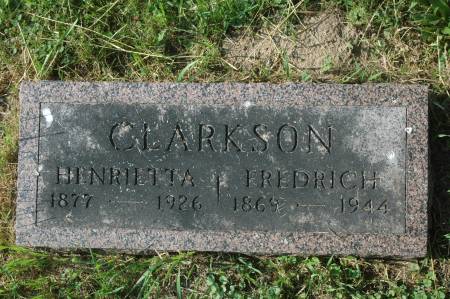 CLARKSON
HENRIETTA FREDRICH
1877 — 1926 1869 — 1944